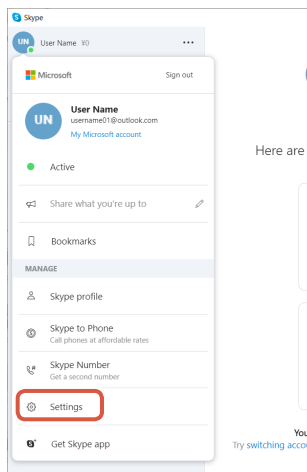 Skype
UN User Name ¥0 •••
Microsoft Sign out
UN
User Name
username01@outlook.com
My Microsoft account
Active
Share what you're up to
Bookmarks
MANAGE
Skype profile
Skype to Phone
Call phones at affordable rates
Skype Number
Get a second number
Settings
Get Skype app
Here are
You
Try switching accou